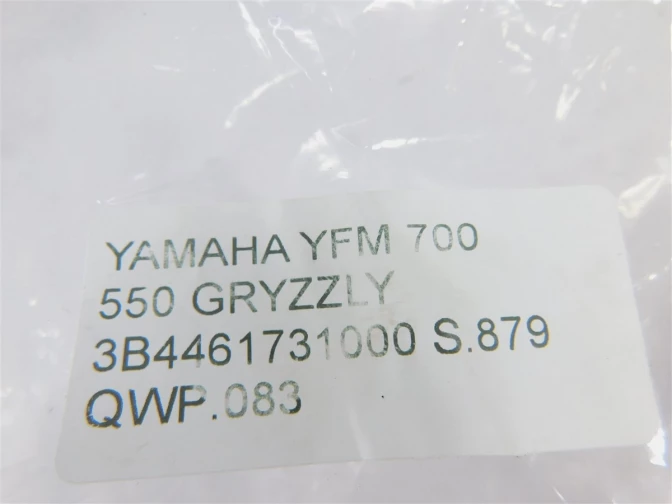 YAMAHA YFM 700
550 GRYZZLY
3B4461731000 S.879
QWP.083